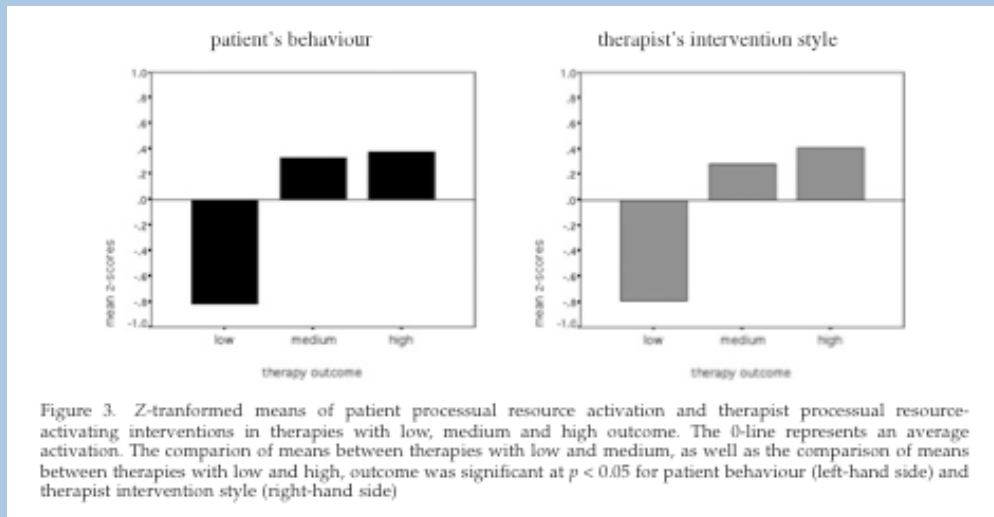 patient's behaviour
therapist's intervention style
1.0
.8
.6
.4
.2
.0
-.2
-.4
-.6
-.8
-1.0
mean z-scores
low medium high
therapy outcome
1.0
.8
.6
.4
.2
.0
-.2
-.4
-.6
-.8
-1.0
mean z-scores
low medium high
therapy outcome
Figure 3. Z-tranformed means of patient processual resource activation and therapist processual resource-
activating interventions in therapies with low, medium and high outcome. The 0-line represents an average
activation. The comparion of means between therapies with low and medium, as well as the comparison of means
between therapies with low and high, outcome was significant at p < 0.05 for patient behaviour (left-hand side) and
therapist intervention style (right-hand side)